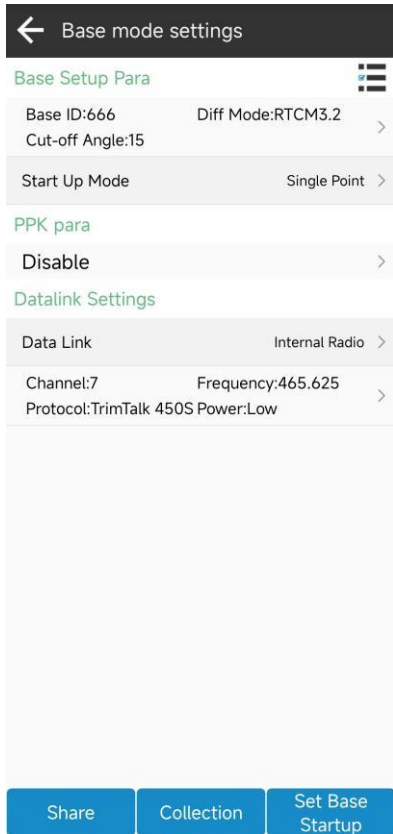 Base mode settings
Base Setup Para
Base ID:666 Diff Mode:RTCM3.2
Cut-off Angle:15
Start Up Mode Single Point
PPK para
Disable
Datalink Settings
Data Link Internal Radio
Channel:7 Frequency:465.625
Protocol:TrimTalk 450S Power:Low
Share Collection Set Base
Startup